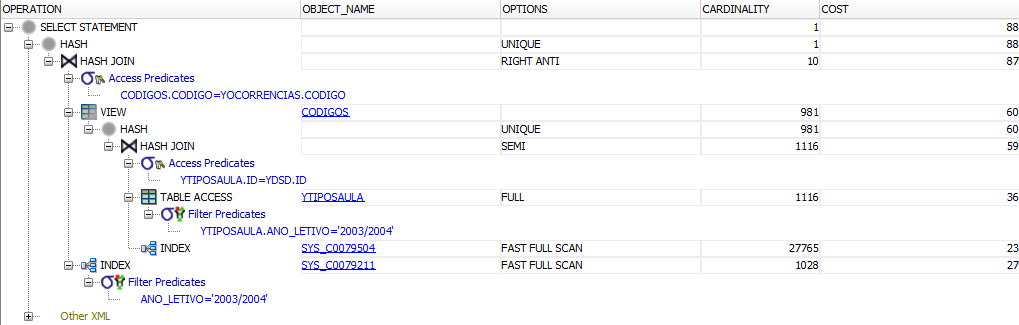 OPERATION OBJECT_NAME OPTIONS CARDINALITY COST
SELECT STATEMENT 1 88
HASH UNIQUE 1 88
HASH JOIN RIGHT ANTI 10 87
Access Predicates
CODIGOS.CODIGO=YOCORRENCIAS.CODIGO
VIEW CODIGOS 981 60
HASH UNIQUE 981 60
HASH JOIN SEMI 1116 59
Access Predicates
YTIPOSAULA.ID=YDSD.ID
TABLE ACCESS YTIPOSAULA FULL 1116 36
Filter Predicates
YTIPOSAULA.ANO_LETIVO='2003/2004'
INDEX SYS_C0079504 FAST FULL SCAN 27765 23
INDEX SYS_C0079211 FAST FULL SCAN 1028 27
Filter Predicates
ANO_LETIVO='2003/2004'
Other XML